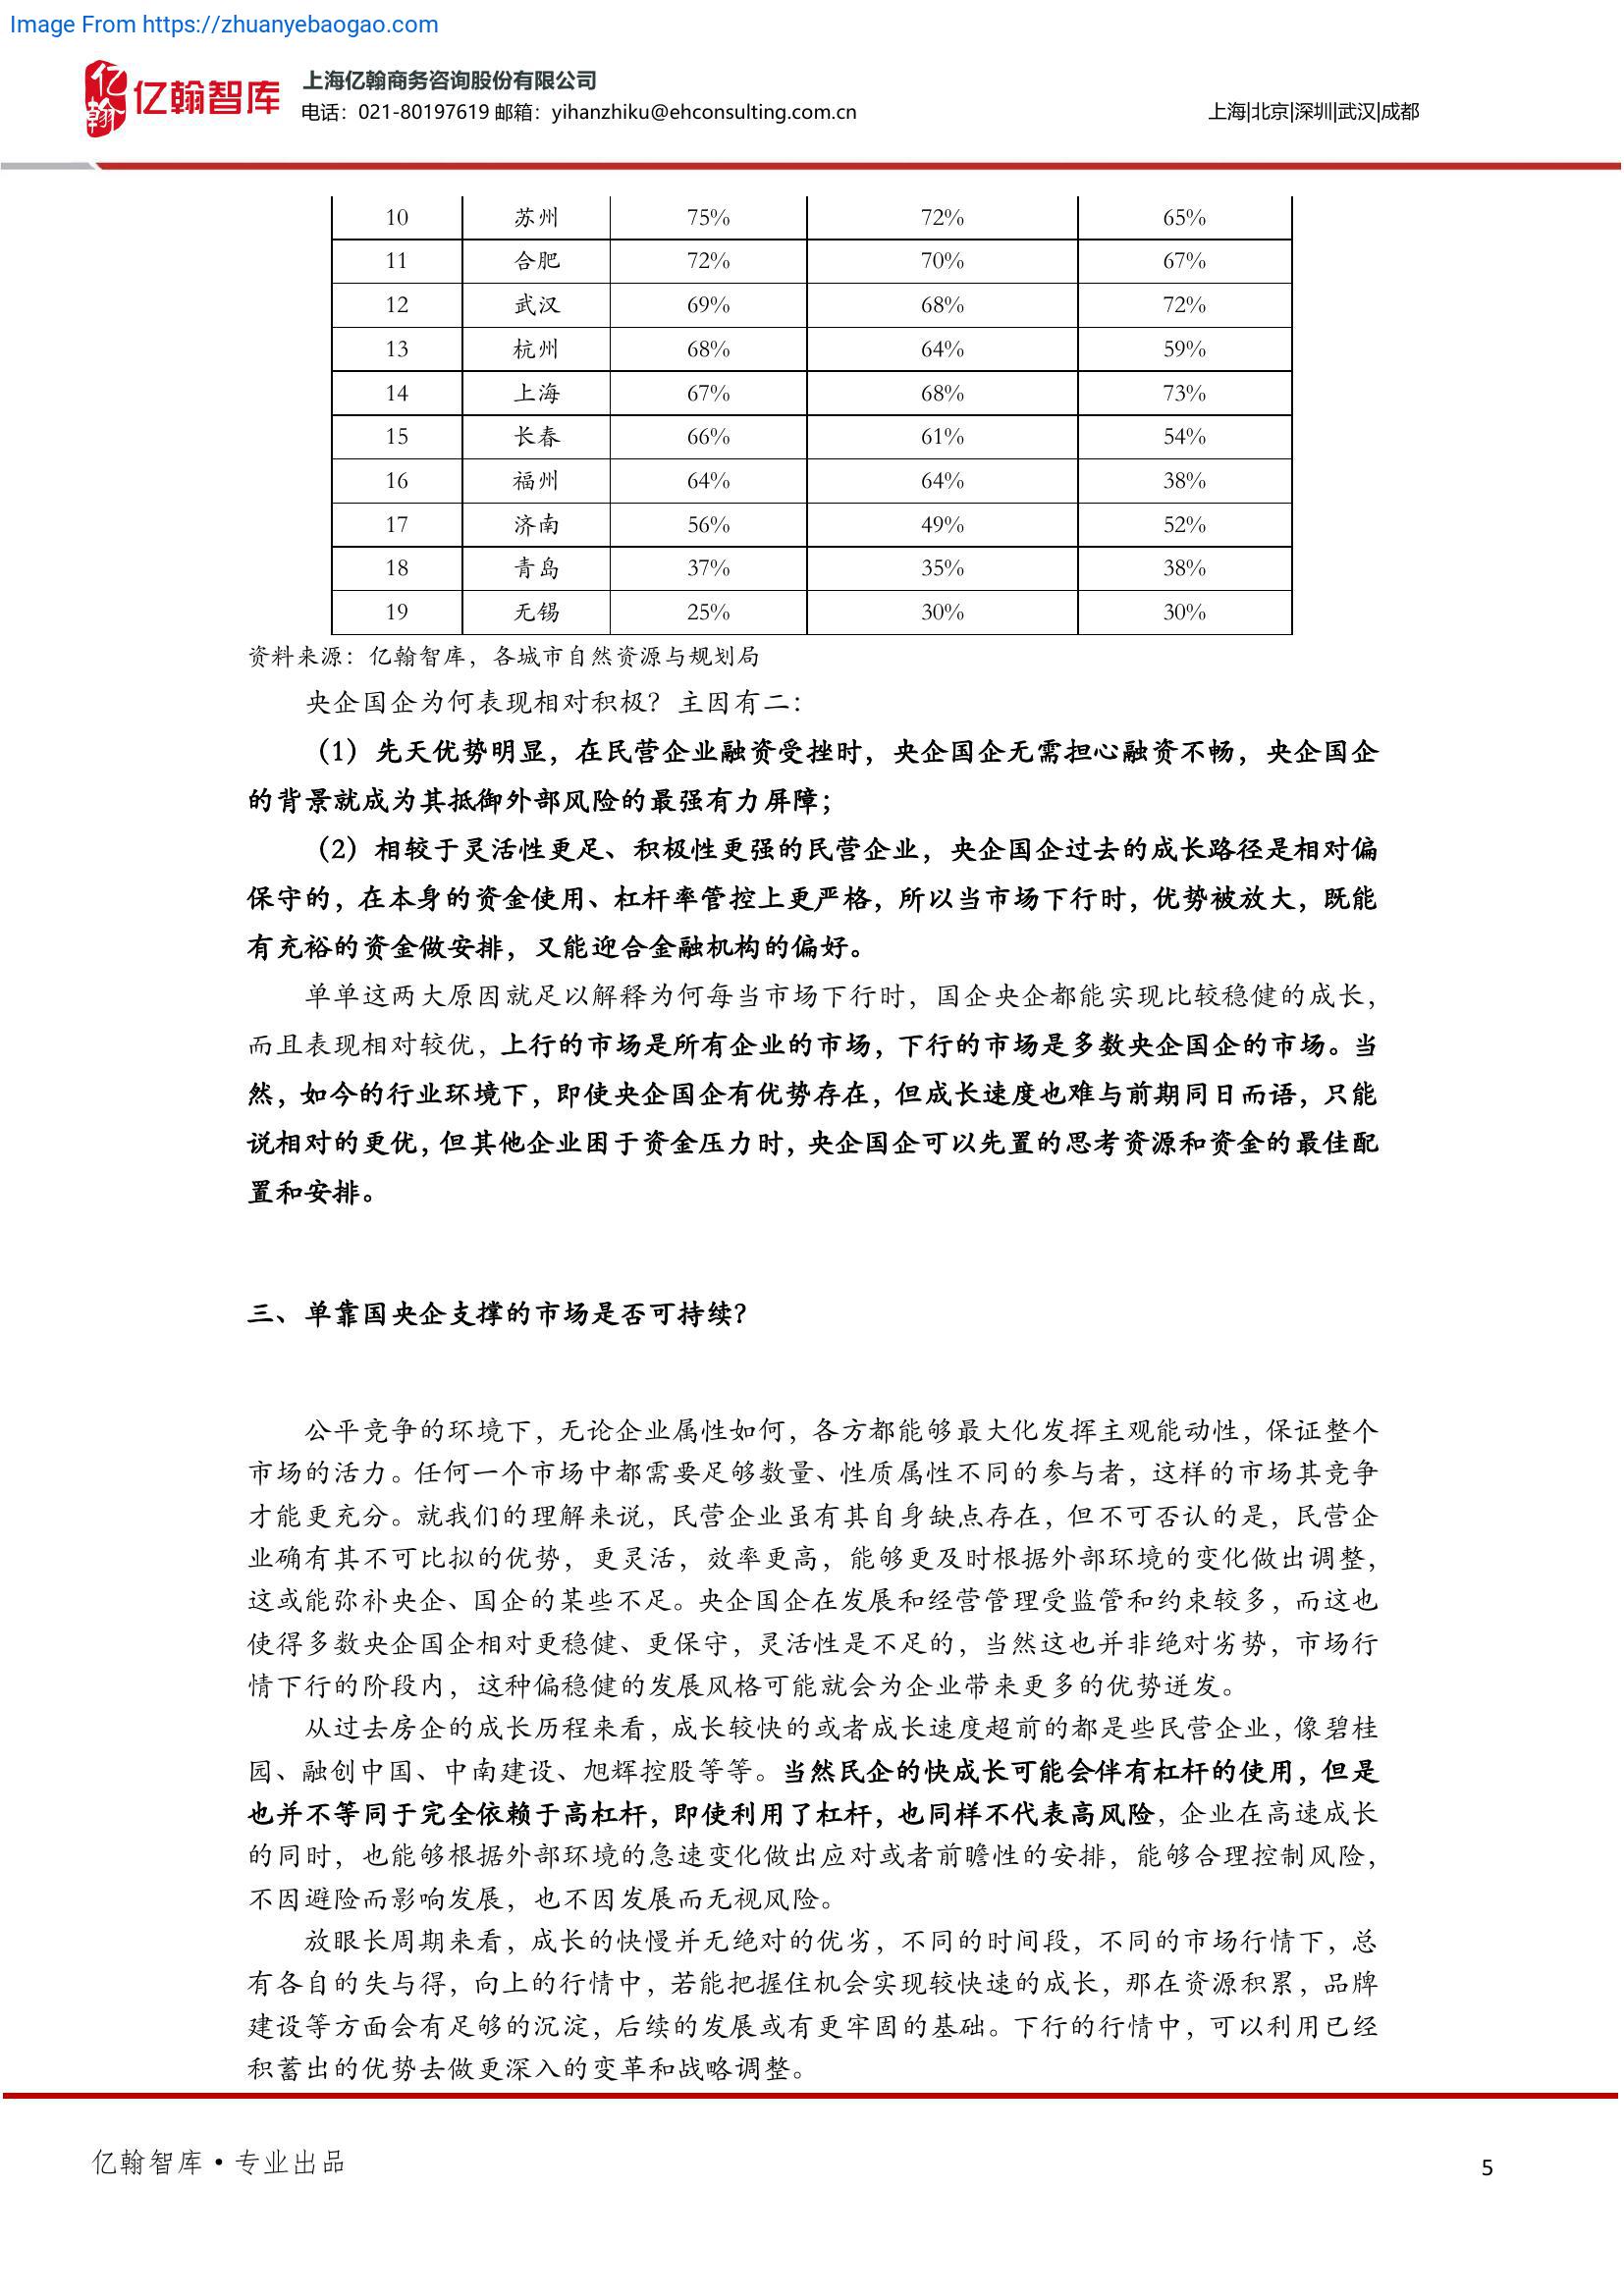 Image From https://zhuanyebaogao.com
亿翰
亿翰智库
上海亿翰商务咨询股份有限公司
电话：021-80197619 邮箱：yihanzhiku@ehconsulting.com.cn
上海|北京|深圳|武汉|成都
10 苏州 75% 72% 65%
11 合肥 72% 70% 67%
12 武汉 69% 68% 72%
13 杭州 68% 64% 59%
14 上海 67% 68% 73%
15 长春 66% 61% 54%
16 福州 64% 64% 38%
17 济南 56% 49% 52%
18 青岛 37% 35% 38%
19 无锡 25% 30% 30%
资料来源：亿翰智库，各城市自然资源与规划局
央企国企为何表现相对积极？主因有二：
（1）先天优势明显，在民营企业融资受挫时，央企国企无需担心融资不畅，央企国企
的背景就成为其抵御外部风险的最强有力屏障；
（2）相较于灵活性更足、积极性更强的民营企业，央企国企过去的成长路径是相对偏
保守的，在本身的资金使用、杠杆率管控上更严格，所以当市场下行时，优势被放大，既能
有充裕的资金做安排，又能迎合金融机构的偏好。
单单这两大原因就足以解释为何每当市场下行时，国企央企都能实现比较稳健的成长，
而且表现相对较优，上行的市场是所有企业的市场，下行的市场是多数央企国企的市场。当
然，如今的行业环境下，即使央企国企有优势存在，但成长速度也难与前期同日而语，只能
说相对的更优，但其他企业困于资金压力时，央企国企可以先置的思考资源和资金的最佳配
置和安排。
三、单靠国央企支撑的市场是否可持续？
公平竞争的环境下，无论企业属性如何，各方都能够最大化发挥主观能动性，保证整个
市场的活力。任何一个市场中都需要足够数量、性质属性不同的参与者，这样的市场其竞争
才能更充分。就我们的理解来说，民营企业虽有其自身缺点存在，但不可否认的是，民营企
业确有其不可比拟的优势，更灵活，效率更高，能够更及时根据外部环境的变化做出调整，
这或能弥补央企、国企的某些不足。央企国企在发展和经营管理受监管和约束较多，而这也
使得多数央企国企相对更稳健、更保守，灵活性是不足的，当然这也并非绝对劣势，市场行
情下行的阶段内，这种偏稳健的发展风格可能就会为企业带来更多的优势迸发。
从过去房企的成长历程来看，成长较快的或者成长速度超前的都是些民营企业，像碧桂
园、融创中国、中南建设、旭辉控股等等。当然民企的快成长可能会伴有杠杆的使用，但是
也并不等同于完全依赖于高杠杆，即使利用了杠杆，也同样不代表高风险，企业在高速成长
的同时，也能够根据外部环境的急速变化做出应对或者前瞻性的安排，能够合理控制风险，
不因避险而影响发展，也不因发展而无视风险。
放眼长周期来看，成长的快慢并无绝对的优劣，不同的时间段，不同的市场行情下，总
有各自的失与得，向上的行情中，若能把握住机会实现较快速的成长，那在资源积累，品牌
建设等方面会有足够的沉淀，后续的发展或有更牢固的基础。下行的行情中，可以利用已经
积蓄出的优势去做更深入的变革和战略调整。
亿翰智库•专业出品
5